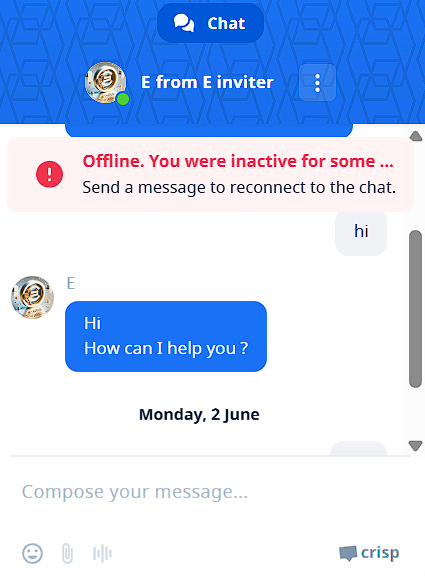 Chat
E from E inviter
Offline. You were inactive for some ...
Send a message to reconnect to the chat.
hi
E
Hi
How can I help you ?
Monday, 2 June
Compose your message...
crisp